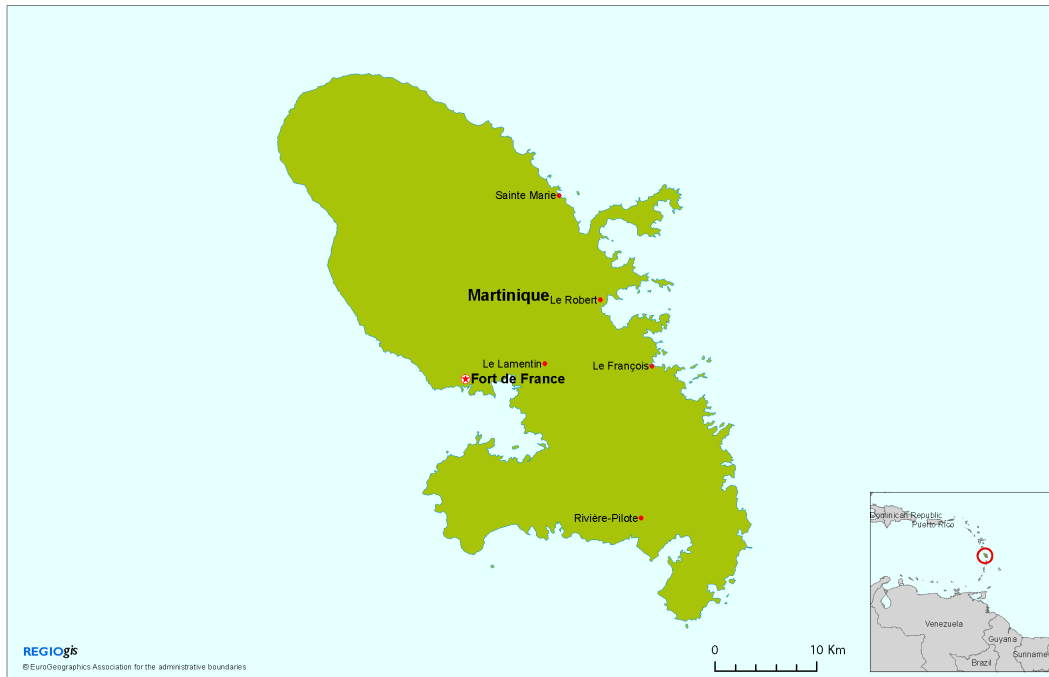 Sainte Marie
Martinique
Le Robert
Le Lamentin
Le François
Fort de France
Rivière-Pilote
Dominican Republic
Puerto Rico
Venezuela
Guyana
Suriname
Brazil
REGIOgis
© EuroGeographics Association for the administrative boundaries
0 10 Km